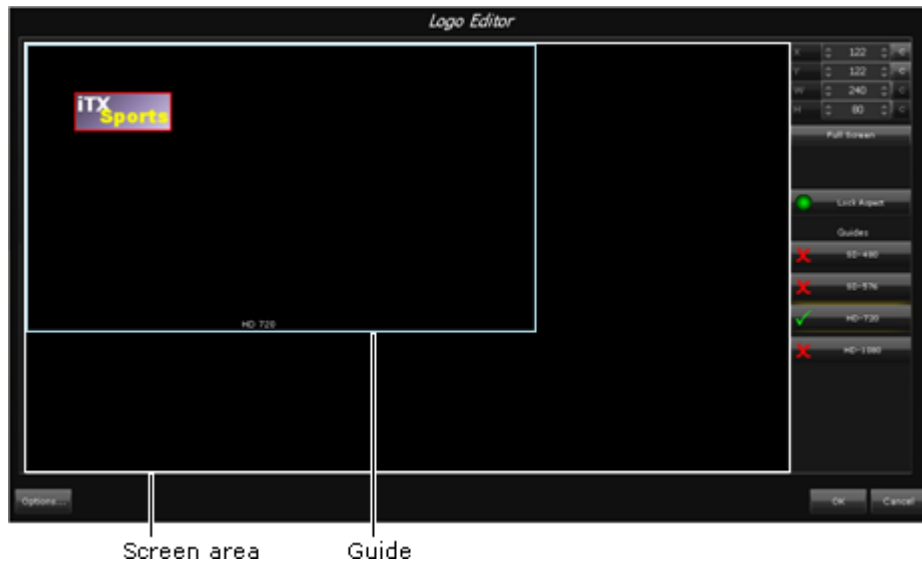 Logo Editor
X 122 C
Y 122 C
W 240 C
H 80 C
Full Screen
iTX
Sports
Lock Aspect
Guides
SD-480
SD-576
HD-720
HD-1080
HD 720
Options...
OK
Cancel
Screen area
Guide